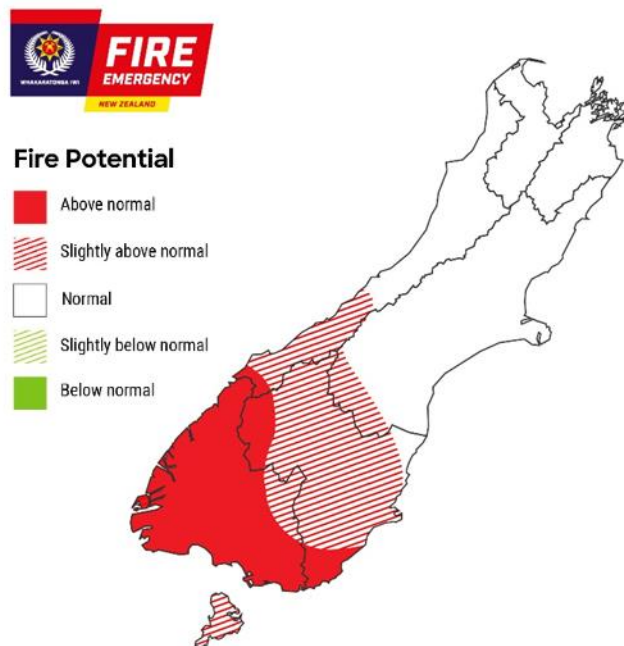 WHAKARATONGA IWI
FIRE
EMERGENCY
NEW ZEALAND
Fire Potential
Above normal
Slightly above normal
Normal
Slightly below normal
Below normal